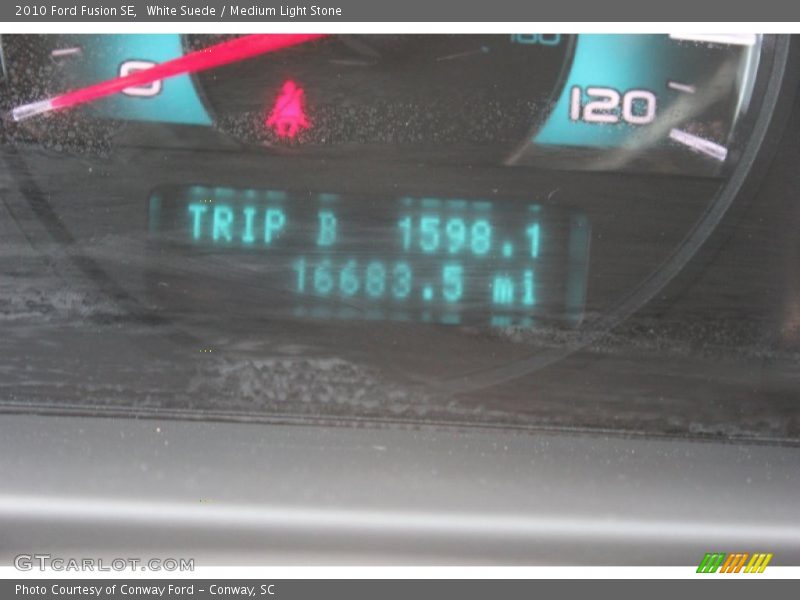 2010 Ford Fusion SE, White Suede / Medium Light Stone
0
120
TRIP B 1598.1
16683.5 mi
GTCARLOT.COM
Photo Courtesy of Conway Ford – Conway, SC